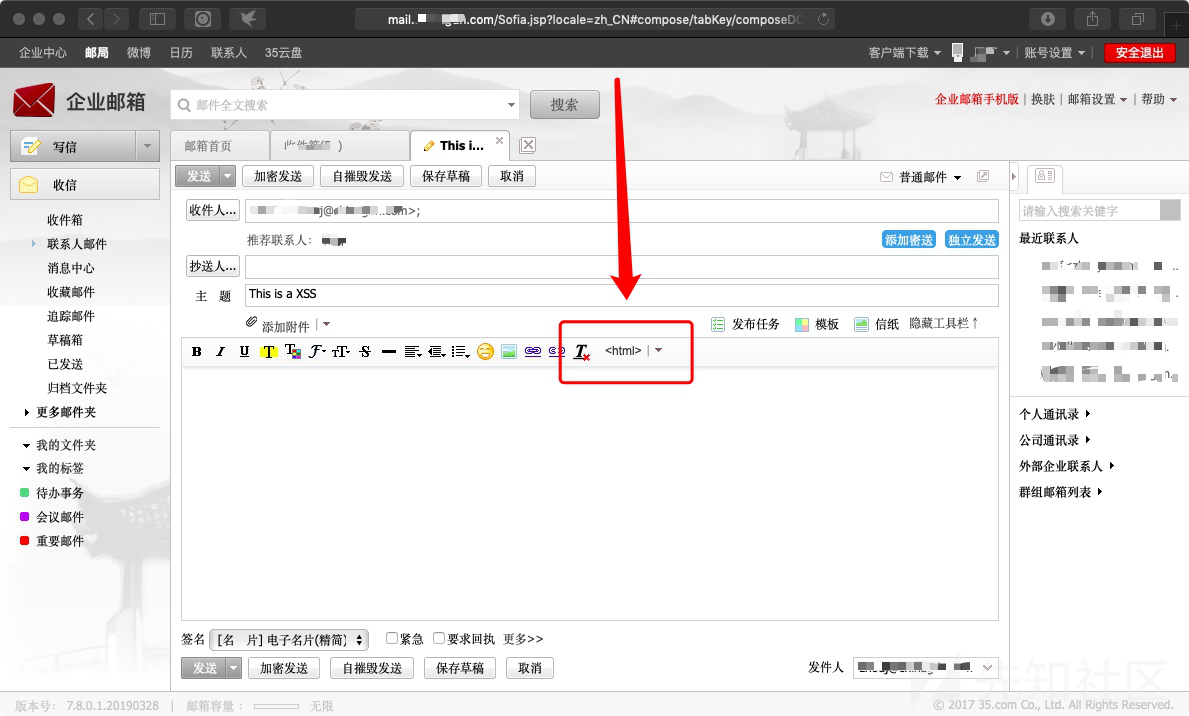 mail. .com/Sofia.jsp?locale=zh_CN#compose/tabKey/composeDC
企业中心 邮局 微博 日历 联系人 35云盘 客户端下载 账号设置 安全退出
企业邮箱 邮件全文搜索 搜索 企业邮箱手机版 | 换肤 | 邮箱设置 | 帮助
写信 邮箱首页 This i...
发送 加密发送 自摧毁发送 保存草稿 取消 普通邮件
收信
收件人... com>; 请输入搜索关键字
收件箱
推荐联系人: 添加密送 独立发送 最近联系人
联系人邮件
消息中心
抄送人...
收藏邮件
主 题 This is a XSS
追踪邮件
添加附件 | 发布任务 模板 信纸 隐藏工具栏↑
草稿箱
B I U T T F T S T <html> |
已发送
归档文件夹
更多邮件夹
个人通讯录
公司通讯录
外部企业联系人
群组邮箱列表
我的文件夹
我的标签
待办事务
会议邮件
重要邮件
签名 [名 片] 电子名片(精简) 紧急 要求回执 更多>>
发送 加密发送 自摧毁发送 保存草稿 取消 发件人
先知社区
版本号: 7.8.0.1.20190328 | 邮箱容量: 无限 © 2017 35.com Co., Ltd. All Rights Reserved.